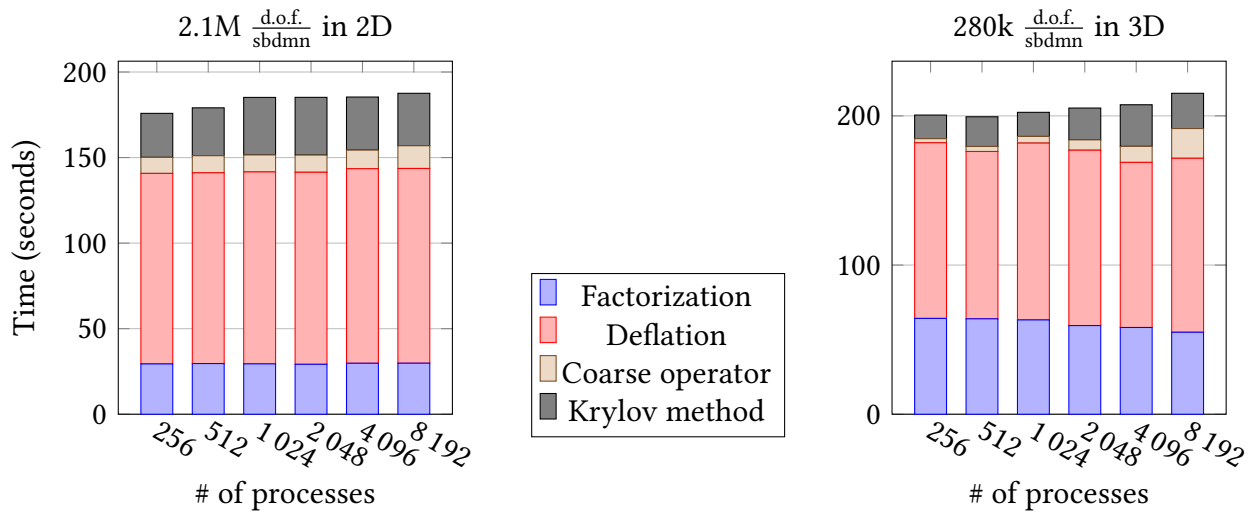 2.1M d.o.f./sbdmn in 2D
200
150
100
50
0
Time (seconds)
256
512
1 024
2 048
4 096
8 192
# of processes
Factorization
Deflation
Coarse operator
Krylov method
280k d.o.f./sbdmn in 3D
200
100
0
256
512
1 024
2 048
4 096
8 192
# of processes